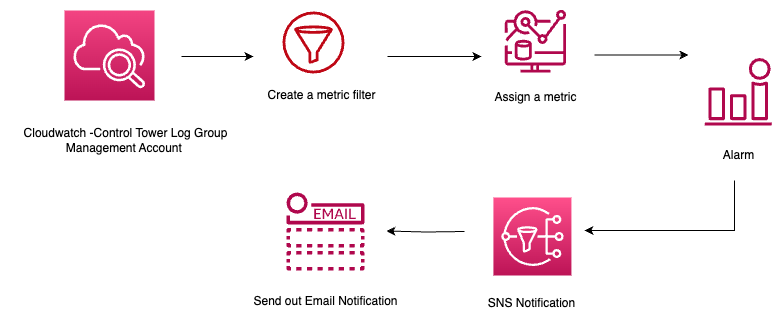 Cloudwatch -Control Tower Log Group
Management Account
Create a metric filter
Assign a metric
Alarm
EMAIL
Send out Email Notification
SNS Notification